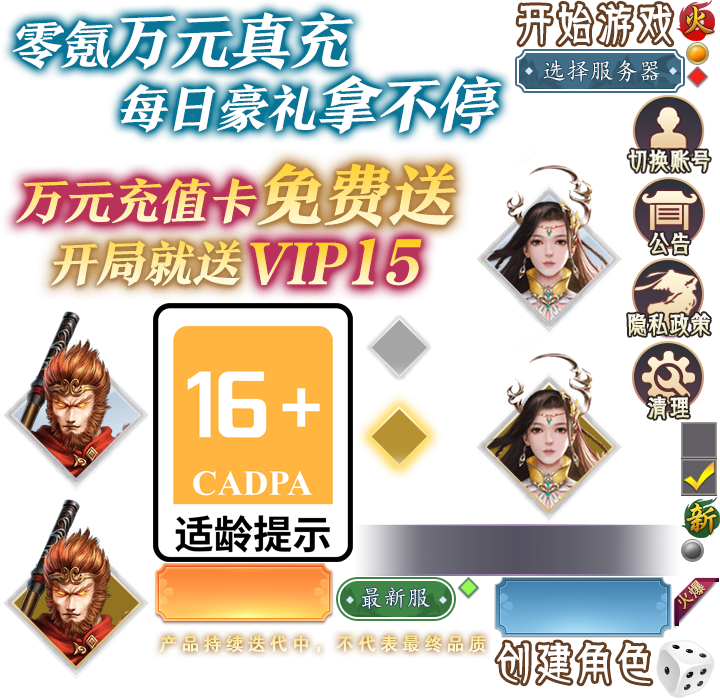 零氪万元真充
每日豪礼拿不停
开始游戏
火
选择服务器
切换账号
万元充值卡免费送
开局就送VIP15
公告
隐私政策
16+
CADPA
适龄提示
清理
新
最新服
火爆
产品持续迭代中，不代表最终品质
创建角色